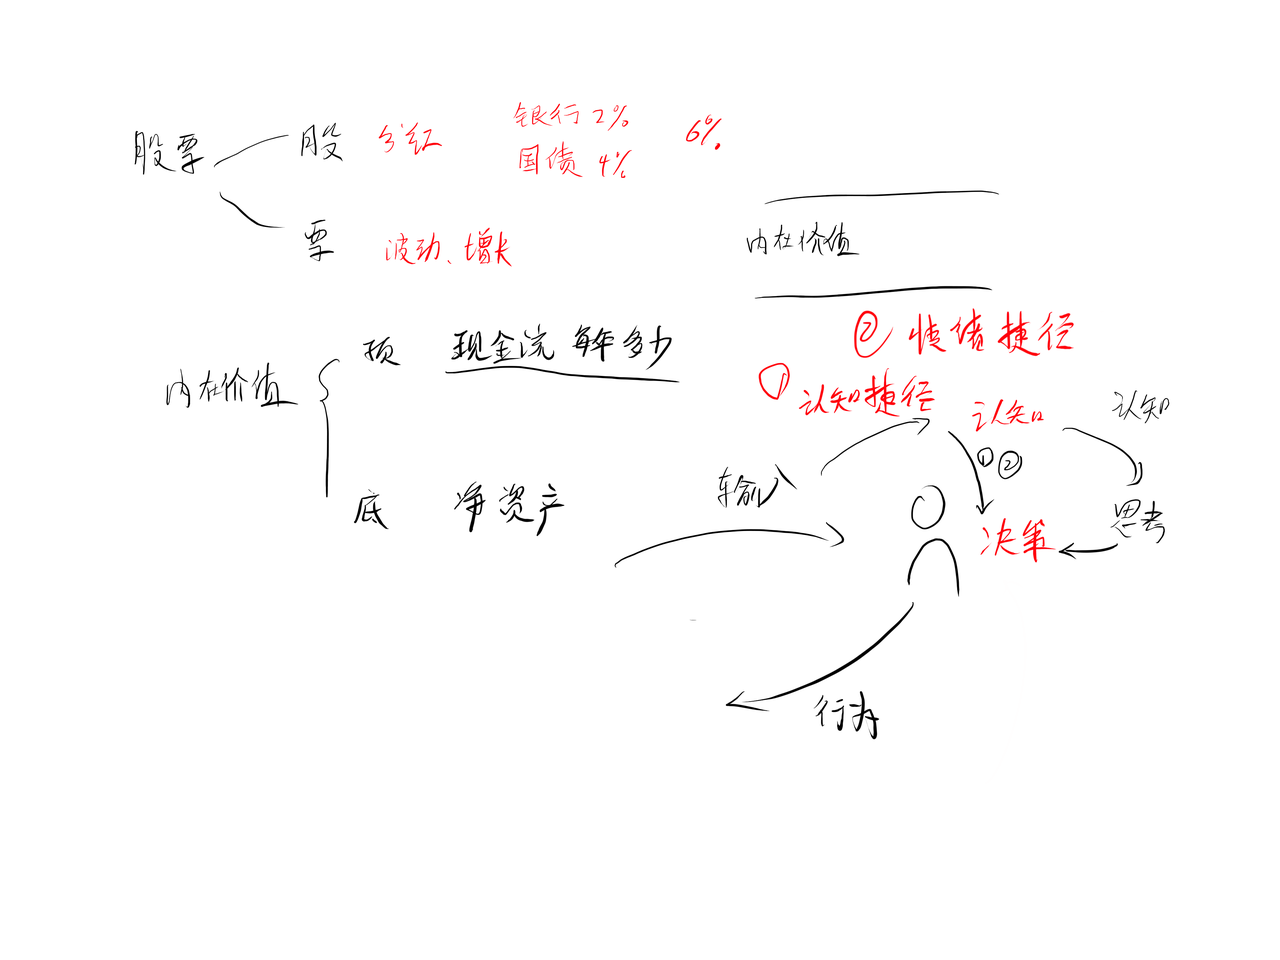 股票
股 分红
银行 2%
国债 4%
6%
票 波动、增长
内在价值
内在价值
预 现金流 每年多少
底 净资产
② 情绪捷径
① 认知捷径
认知
认知
①②
输入
思考
决策
行为